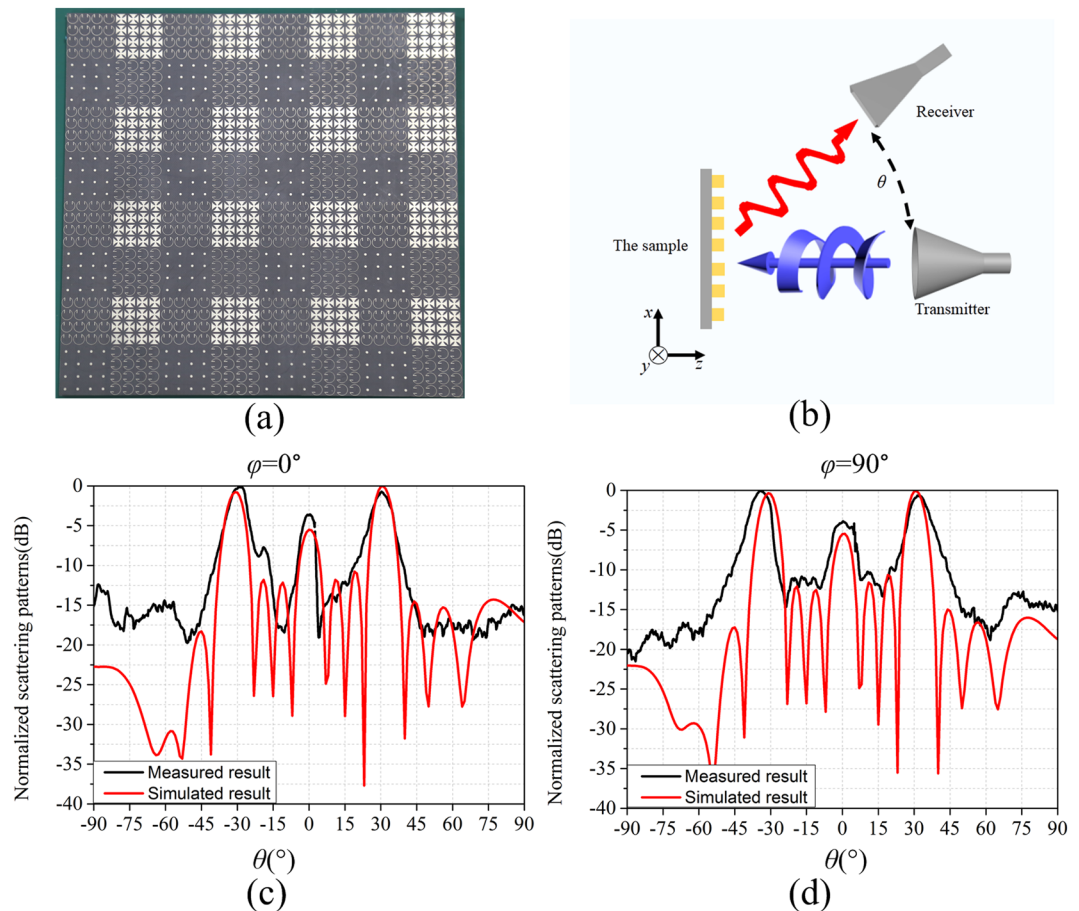 (a)
Receiver
θ
The sample
Transmitter
x
y
z
(b)
φ=0°
Normalized scattering patterns(dB)
0
-5
-10
-15
-20
-25
-30
-35
-40
Measured result
Simulated result
-90 -75 -60 -45 -30 -15 0 15 30 45 60 75 90
θ(°)
(c)
φ=90°
Normalized scattering patterns(dB)
0
-5
-10
-15
-20
-25
-30
-35
-40
Measured result
Simulated result
-90 -75 -60 -45 -30 -15 0 15 30 45 60 75 90
θ(°)
(d)